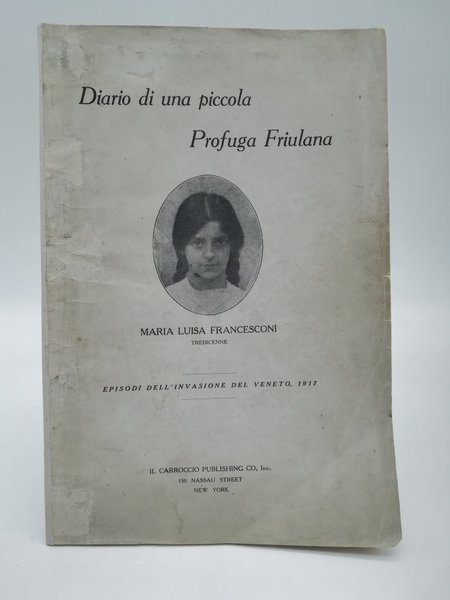 Diario di una piccola
Profuga Friulana
MARIA LUISA FRANCESCONI
TREDICENNE
EPISODI DELL'INVASIONE DEL VENETO, 1917
IL CARROCCIO PUBLISHING CO., Inc.
150 NASSAU STREET
NEW YORK